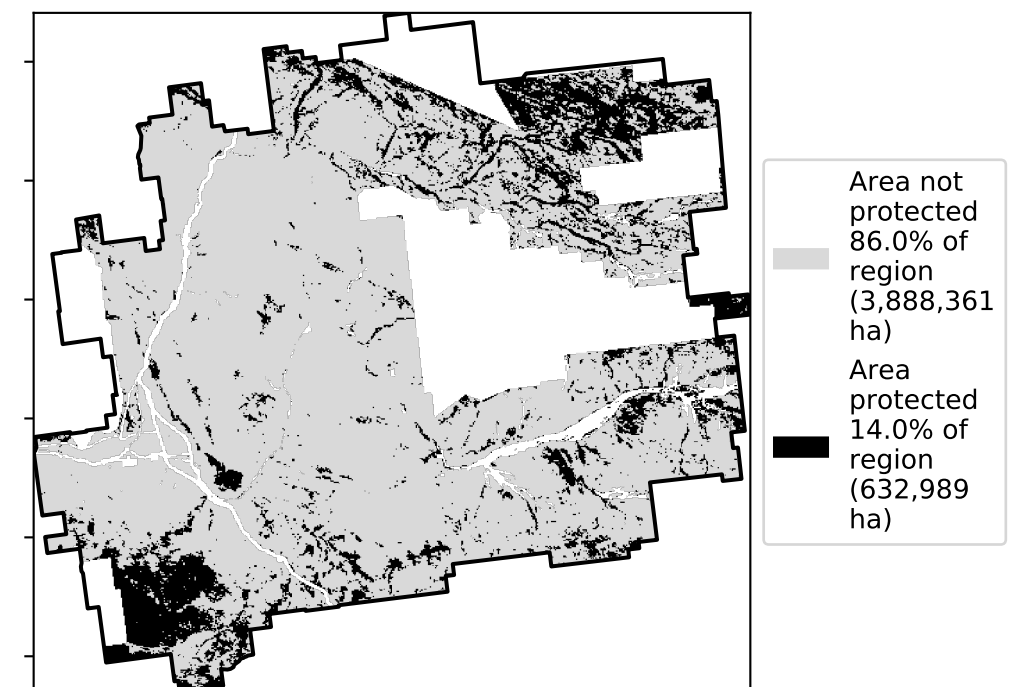 Area not
protected
86.0% of
region
(3,888,361
ha)
Area
protected
14.0% of
region
(632,989
ha)